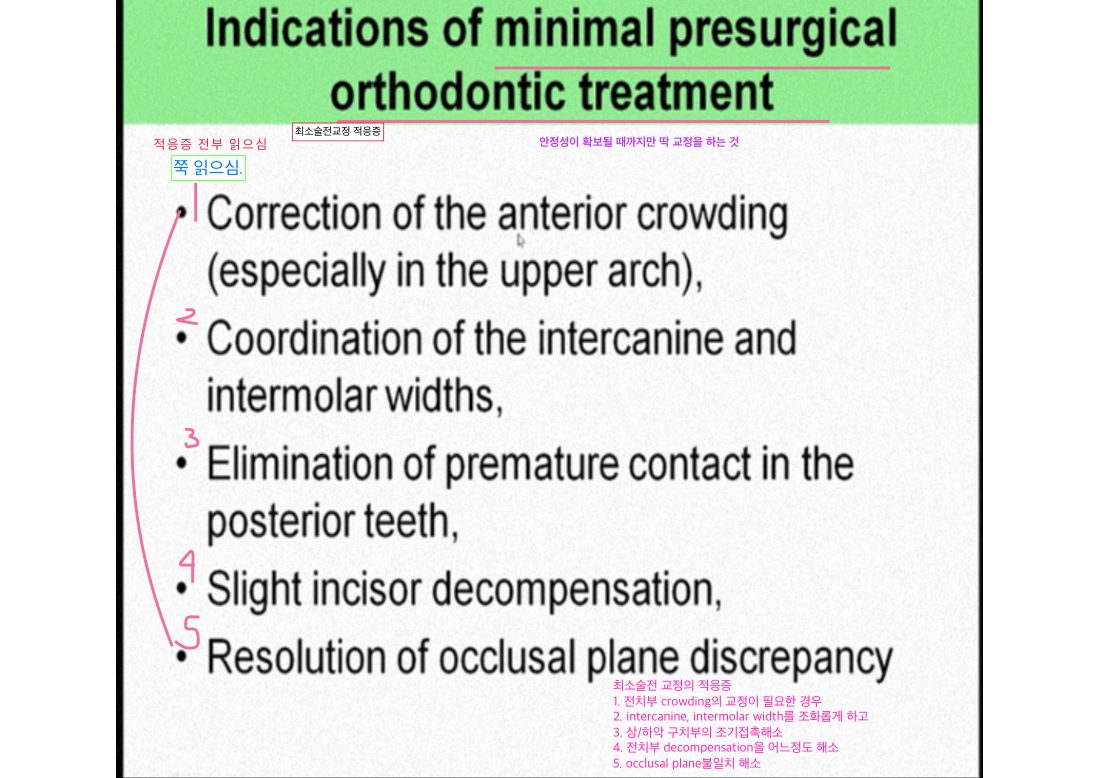 Indications of minimal presurgical
orthodontic treatment
최소술전교정 적응증
적응증 전부 읽으심
안정성이 확보될 때까지만 딱 교정을 하는 것
쭉 읽으심.
1
• Correction of the anterior crowding
(especially in the upper arch),
2
• Coordination of the intercanine and
intermolar widths,
3
• Elimination of premature contact in the
posterior teeth,
4
• Slight incisor decompensation,
5
• Resolution of occlusal plane discrepancy
최소술전 교정의 적응증
1. 전치부 crowding의 교정이 필요한 경우
2. intercanine, intermolar width를 조화롭게 하고
3. 상/하악 구치부의 조기접촉해소
4. 전치부 decompensation을 어느정도 해소
5. occlusal plane불일치 해소